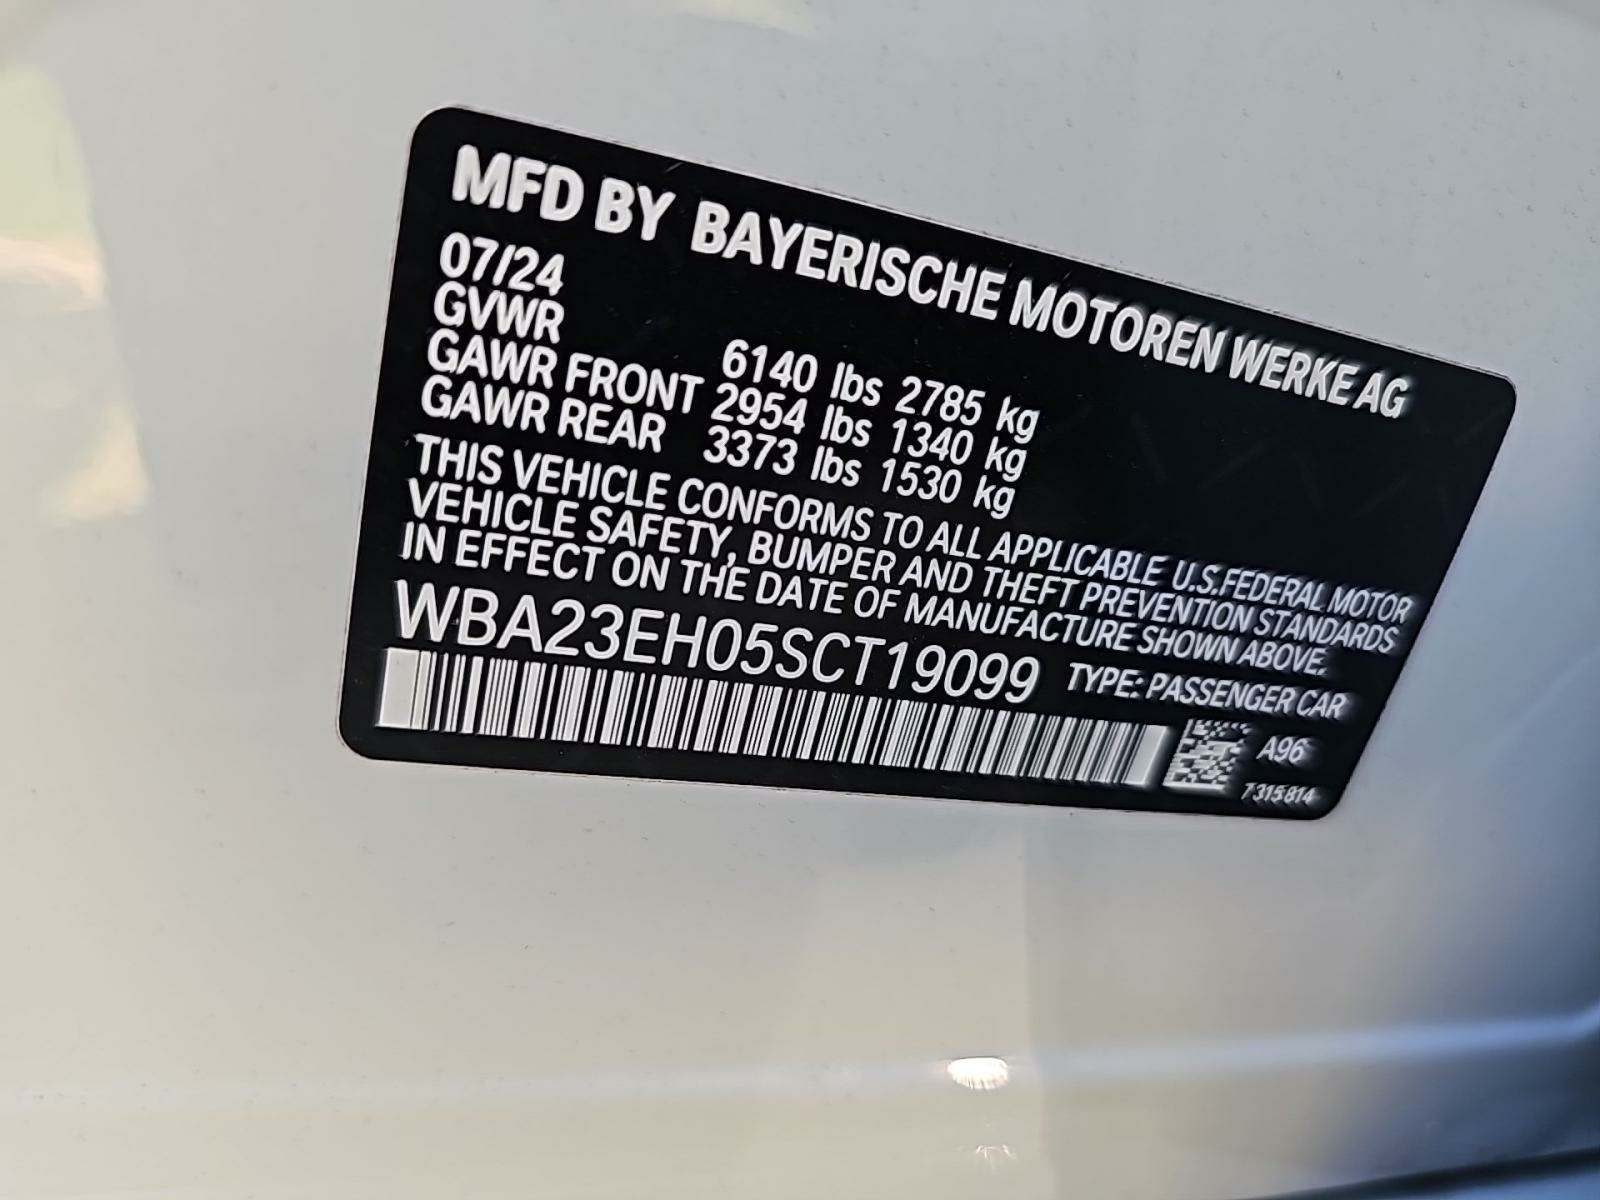 MFD BY BAYERISCHE MOTOREN WERKE AG
07/24
GVWR 6140 lbs 2785 kg
GAWR FRONT 2954 lbs 1340 kg
GAWR REAR 3373 lbs 1530 kg
THIS VEHICLE CONFORMS TO ALL APPLICABLE U.S.FEDERAL MOTOR
VEHICLE SAFETY, BUMPER AND THEFT PREVENTION STANDARDS
IN EFFECT ON THE DATE OF MANUFACTURE SHOWN ABOVE.
WBA23EH05SCT19099 TYPE: PASSENGER CAR
A96
7315814